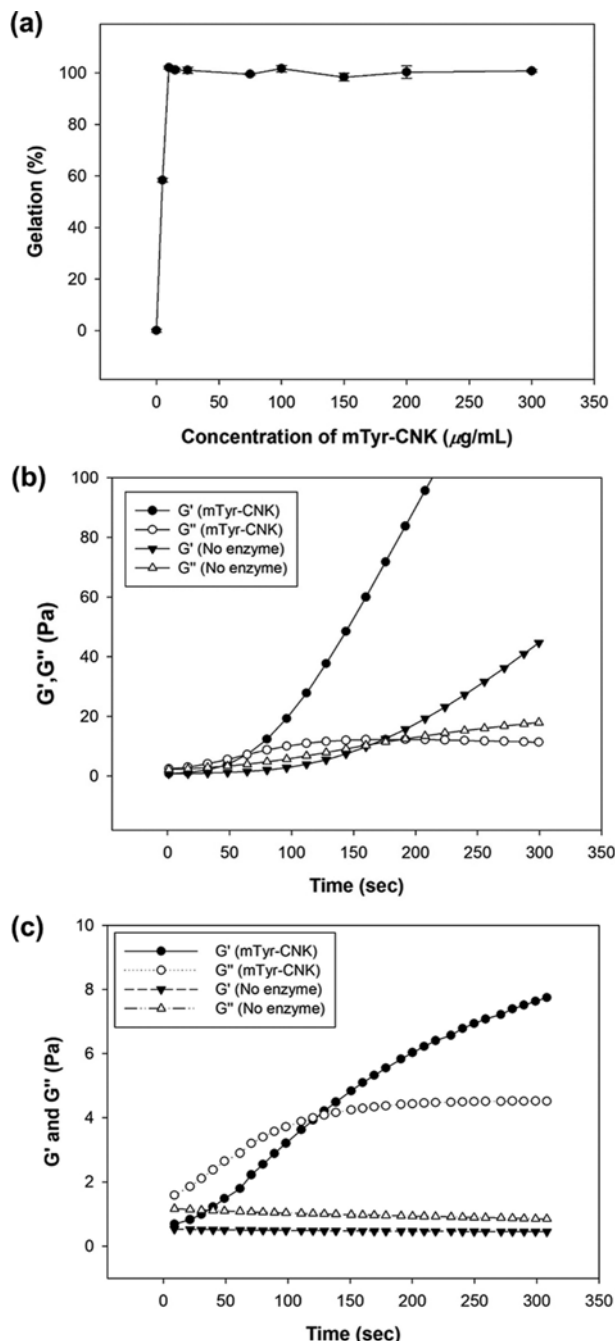 (a)
120
100
80
60
40
20
0
Gelation (%)
0 50 100 150 200 250 300 350
Concentration of mTyr-CNK (μg/mL)
(b)
100
80
60
40
20
0
G',G'' (Pa)
G' (mTyr-CNK)
G'' (mTyr-CNK)
G' (No enzyme)
G'' (No enzyme)
0 50 100 150 200 250 300 350
Time (sec)
(c)
10
8
6
4
2
0
G' and G'' (Pa)
G' (mTyr-CNK)
G'' (mTyr-CNK)
G' (No enzyme)
G'' (No enzyme)
0 50 100 150 200 250 300 350
Time (sec)